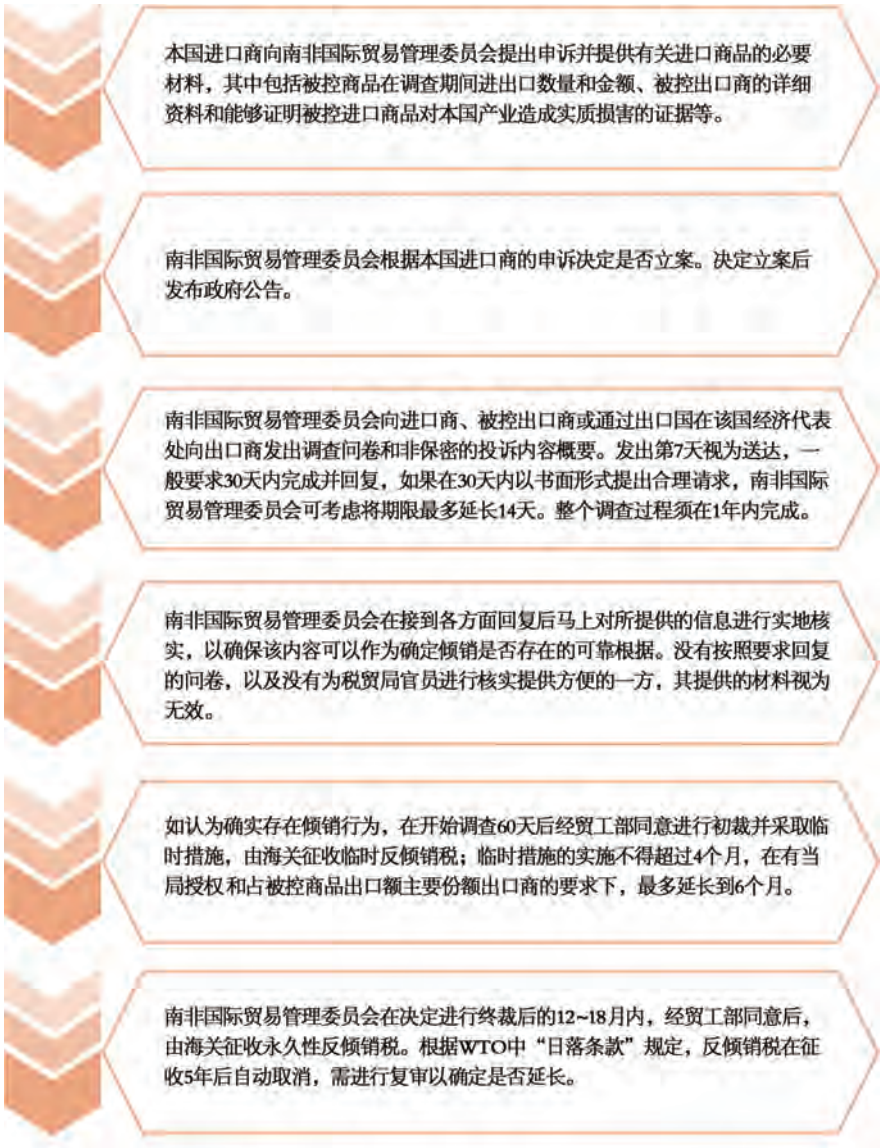 本国进口商向南非国际贸易管理委员会提出申诉并提供有关进口商品的必要
材料，其中包括被控商品在调查期间进出口数量和金额、被控出口商的详细
资料和能够证明被控进口商品对本国产业造成实质损害的证据等。
南非国际贸易管理委员会根据本国进口商的申诉决定是否立案。决定立案后
发布政府公告。
南非国际贸易管理委员会向进口商、被控出口商或通过出口国在该国经济代表
处向出口商发出调查问卷和非保密的投诉内容概要。发出第7天视为送达，一
般要求30天内完成并回复，如果在30天内以书面形式提出合理请求，南非国际
贸易管理委员会可考虑将期限最多延长14天。整个调查过程须在1年内完成。
南非国际贸易管理委员会在接到各方面回复后马上对所提供的信息进行实地核
实，以确保该内容可以作为确定倾销是否存在的可靠根据。没有按照要求回复
的问卷，以及没有为税贸局官员进行核实提供方便的一方，其提供的材料视为
无效。
如认为确实存在倾销行为，在开始调查60天后经贸工部同意进行初裁并采取临
时措施，由海关征收临时反倾销税；临时措施的实施不得超过4个月，在有当
局授权和占被控商品出口额主要份额出口商的要求下，最多延长到6个月。
南非国际贸易管理委员会在决定进行终裁后的12~18月内，经贸工部同意后，
由海关征收永久性反倾销税。根据WTO中“日落条款”规定，反倾销税在征
收5年后自动取消，需进行复审以确定是否延长。